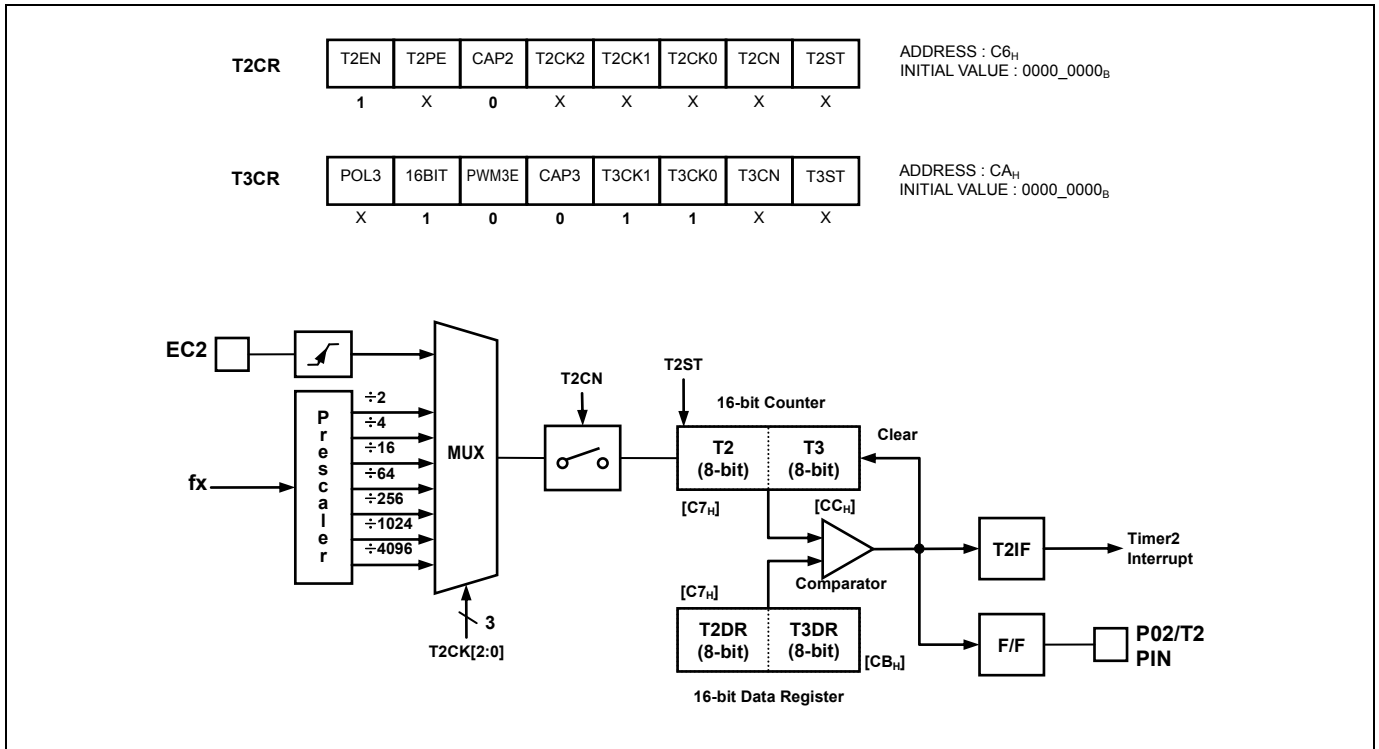 T2CR
T2EN T2PE CAP2 T2CK2 T2CK1 T2CK0 T2CN T2ST
1 X 0 X X X X X
ADDRESS : C6H
INITIAL VALUE : 0000_0000B
T3CR
POL3 16BIT PWM3E CAP3 T3CK1 T3CK0 T3CN T3ST
X 1 0 0 1 1 X X
ADDRESS : CAH
INITIAL VALUE : 0000_0000B
EC2
fx
Prescaler
÷2
÷4
÷16
÷64
÷256
÷1024
÷4096
MUX
3
T2CK[2:0]
T2CN
T2ST
16-bit Counter
T2
(8-bit)
T3
(8-bit)
Clear
[C7H]
[CCH]
Comparator
[C7H]
T2DR
(8-bit)
T3DR
(8-bit)
[CBH]
16-bit Data Register
T2IF
Timer2
Interrupt
F/F
P02/T2
PIN